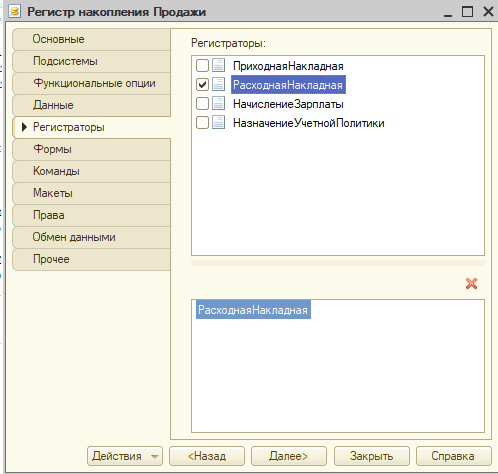 Регистр накопления Продажи
Основные
Подсистемы
Функциональные опции
Данные
Регистраторы
Формы
Команды
Макеты
Права
Обмен данными
Прочее
Регистраторы:
ПриходнаяНакладная
РасходнаяНакладная
НачислениеЗарплаты
НазначениеУчетнойПолитики
РасходнаяНакладная
Действия
<Назад
Далее>
Закрыть
Справка